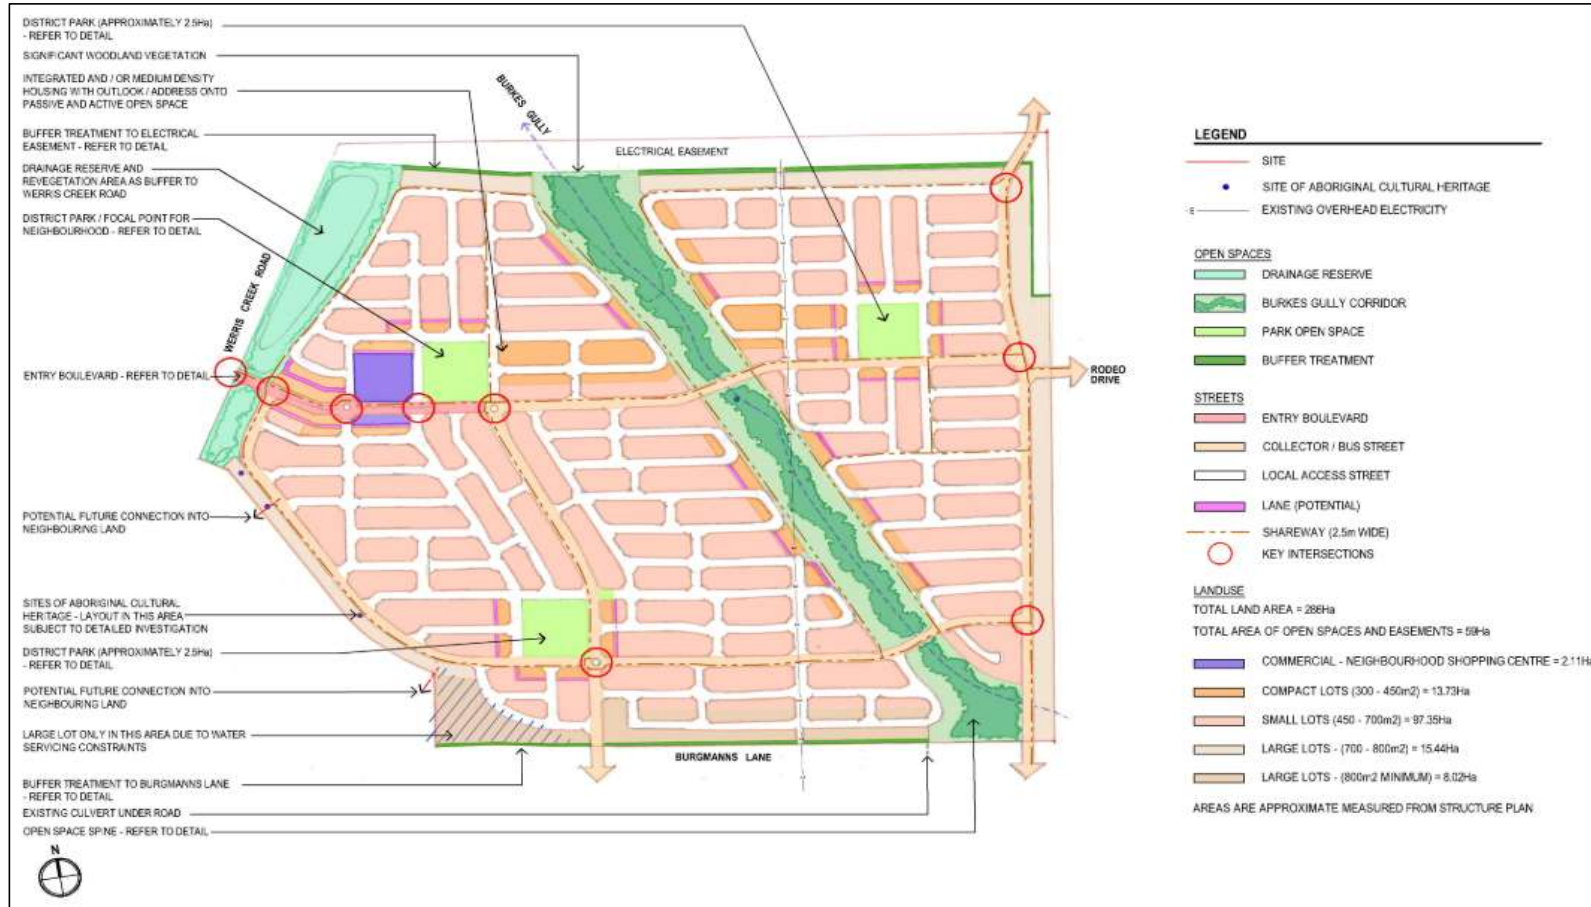 DISTRICT PARK (APPROXIMATELY 2.5Ha)
- REFER TO DETAIL
SIGNIFICANT WOODLAND VEGETATION
INTEGRATED AND / OR MEDIUM DENSITY
HOUSING WITH OUTLOOK / ADDRESS ONTO
PASSIVE AND ACTIVE OPEN SPACE
BUFFER TREATMENT TO ELECTRICAL
EASEMENT - REFER TO DETAIL
DRAINAGE RESERVE AND
REVEGETATION AREA AS BUFFER TO
WERRIS CREEK ROAD
DISTRICT PARK / FOCAL POINT FOR
NEIGHBOURHOOD - REFER TO DETAIL
ENTRY BOULEVARD - REFER TO DETAIL
POTENTIAL FUTURE CONNECTION INTO
NEIGHBOURING LAND
SITES OF ABORIGINAL CULTURAL
HERITAGE - LAYOUT IN THIS AREA
SUBJECT TO DETAILED INVESTIGATION
DISTRICT PARK (APPROXIMATELY 2.5Ha)
- REFER TO DETAIL
POTENTIAL FUTURE CONNECTION INTO
NEIGHBOURING LAND
LARGE LOT ONLY IN THIS AREA DUE TO WATER
SERVICING CONSTRAINTS
BUFFER TREATMENT TO BURGMANNS LANE
- REFER TO DETAIL
EXISTING CULVERT UNDER ROAD
OPEN SPACE SPINE - REFER TO DETAIL
N
BURKES GULLY
ELECTRICAL EASEMENT
WERRIS CREEK ROAD
RODEO
DRIVE
BURGMANNS LANE
LEGEND
SITE
SITE OF ABORIGINAL CULTURAL HERITAGE
E
EXISTING OVERHEAD ELECTRICITY
OPEN SPACES
DRAINAGE RESERVE
BURKES GULLY CORRIDOR
PARK OPEN SPACE
BUFFER TREATMENT
STREETS
ENTRY BOULEVARD
COLLECTOR / BUS STREET
LOCAL ACCESS STREET
LANE (POTENTIAL)
SHAREWAY (2.5m WIDE)
KEY INTERSECTIONS
LANDUSE
TOTAL LAND AREA = 286Ha
TOTAL AREA OF OPEN SPACES AND EASEMENTS = 59Ha
COMMERCIAL - NEIGHBOURHOOD SHOPPING CENTRE = 2.11Ha
COMPACT LOTS (300 - 450m2) = 13.73Ha
SMALL LOTS (450 - 700m2) = 97.35Ha
LARGE LOTS - (700 - 800m2) = 15.44Ha
LARGE LOTS - (800m2 MINIMUM) = 8.02Ha
AREAS ARE APPROXIMATE MEASURED FROM STRUCTURE PLAN